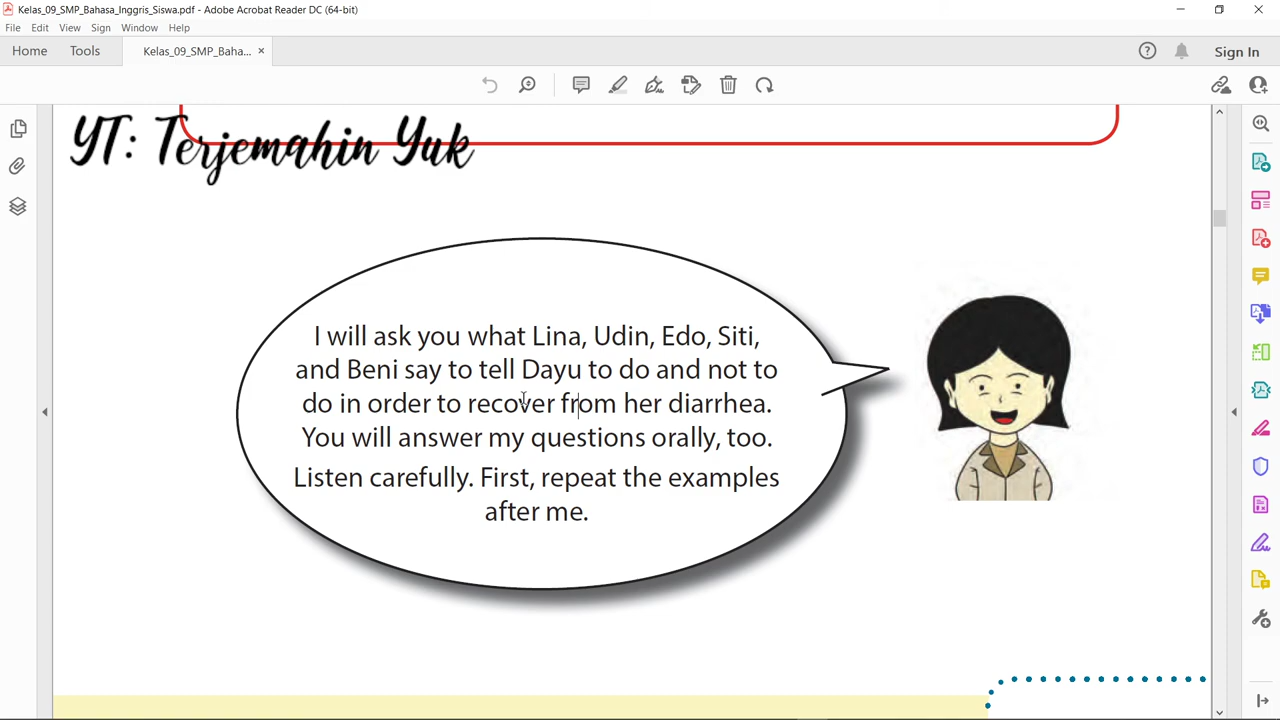 Kelas_09_SMP_Bahasa_Inggris_Siswa.pdf - Adobe Acrobat Reader DC (64-bit)
File Edit View Sign Window Help
Home Tools Kelas_09_SMP_Baha... × Sign In
YT: Terjemahin Yuk
I will ask you what Lina, Udin, Edo, Siti,
and Beni say to tell Dayu to do and not to
do in order to recover from her diarrhea.
You will answer my questions orally, too.
Listen carefully. First, repeat the examples
after me.